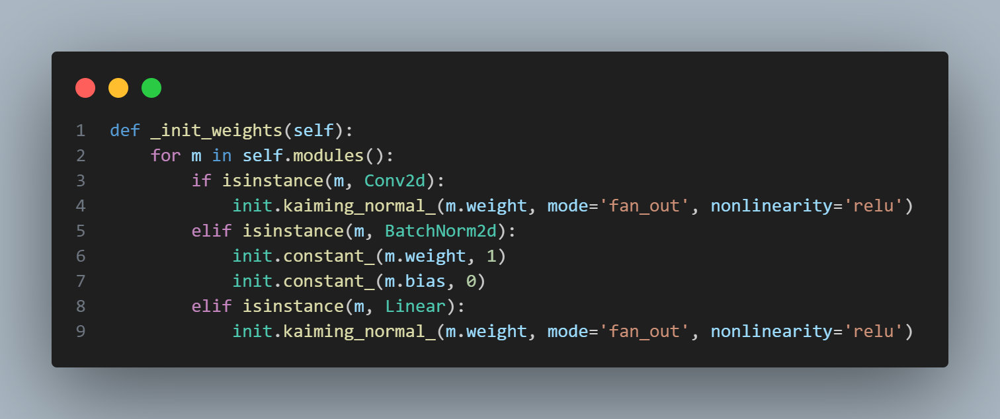 1 def _init_weights(self):
2     for m in self.modules():
3         if isinstance(m, Conv2d):
4             init.kaiming_normal_(m.weight, mode='fan_out', nonlinearity='relu')
5         elif isinstance(m, BatchNorm2d):
6             init.constant_(m.weight, 1)
7             init.constant_(m.bias, 0)
8         elif isinstance(m, Linear):
9             init.kaiming_normal_(m.weight, mode='fan_out', nonlinearity='relu')